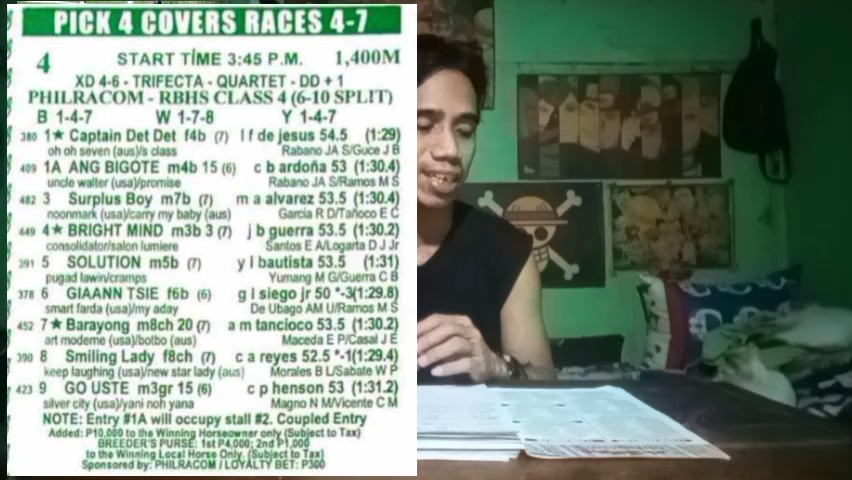 PICK 4 COVERS RACES 4-7
4 START TIME 3:45 P.M. 1,400M
XD 4-6 - TRIFECTA - QUARTET - DD + 1
PHILRACOM - RBHS CLASS 4 (6-10 SPLIT)
B 1-4-7 W 1-7-8 Y 1-4-7
380 1★ Captain Det Det f4b (7) l f de jesus 54.5 (1:29)
oh oh seven (aus)/s class Rabano JA S/Guce J B
409 1A ANG BIGOTE m4b 15 (6) c b ardoña 53 (1:30.4)
uncle walter (usa)/promise Rabano JA S/Ramos M S
482 3 Surplus Boy m7b (7) m a alvarez 53.5 (1:30.4)
noonmark (usa)/carry my baby (aus) Garcia R D/Tañoco E C
449 4★ BRIGHT MIND m3b 3 (7) j b guerra 53.5 (1:30.2)
consolidator/salon lumiere Santos E A/Logarta D J Jr
391 5 SOLUTION m5b (7) y l bautista 53.5 (1:31)
pugad lawin/cramps Yumang M G/Guerra C B
378 6 GIAANN TSIE f6b (6) g l siego jr 50 *-3(1:29.8)
smart farda (usa)/my aday De Ubago AM U/Ramos M S
452 7★ Barayong m8ch 20 (7) a m tancioco 53.5 (1:30.2)
art moderne (usa)/botbo (aus) Maceda E P/Casal J E
390 8 Smiling Lady f8ch (7) c a reyes 52.5 *-1(1:29.4)
keep laughing (usa)/new star lady (aus) Morales B L/Sabate W P
423 9 GO USTE m3gr 15 (6) c p henson 53 (1:31.2)
silver city (usa)/yani noh yana Magno N M/Vicente C M
NOTE: Entry #1A will occupy stall #2. Coupled Entry
Added: P10,000 to the Winning Horseowner only (Subject to Tax)
BREEDER'S PURSE: 1st P4,000; 2nd P1,000
to the Winning Local Horse Only. (Subject to Tax)
Sponsored by: PHILRACOM / LOYALTY BET: P300